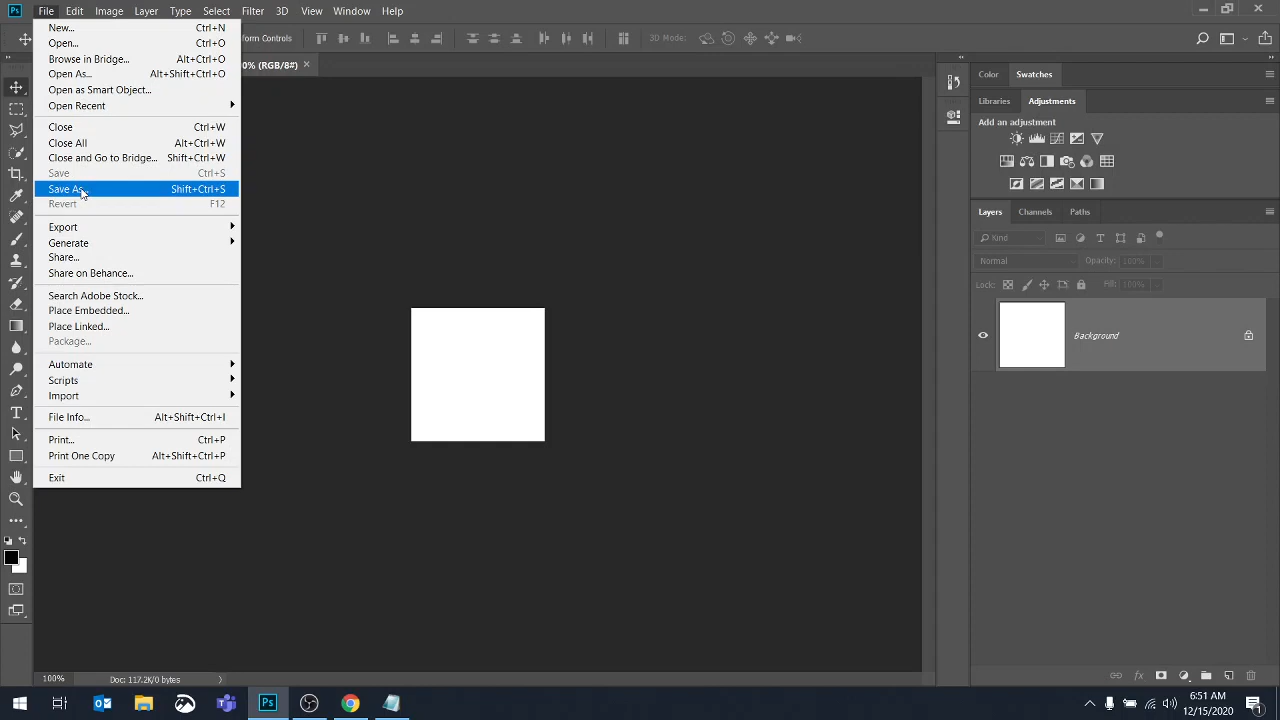 Ps File Edit Image Layer Type Select Filter 3D View Window Help
New... Ctrl+N
Open... Ctrl+O
Browse in Bridge... Alt+Ctrl+O
Open As... Alt+Shift+Ctrl+O
Open as Smart Object...
Open Recent
Close Ctrl+W
Close All Alt+Ctrl+W
Close and Go to Bridge... Shift+Ctrl+W
Save Ctrl+S
Save As... Shift+Ctrl+S
Revert F12
Export
Generate
Share...
Share on Behance...
Search Adobe Stock...
Place Embedded...
Place Linked...
Package...
Automate
Scripts
Import
File Info... Alt+Shift+Ctrl+I
Print... Ctrl+P
Print One Copy Alt+Shift+Ctrl+P
Exit Ctrl+Q
Controls
3D Mode:
0% (RGB/8#)
Color Swatches
Libraries Adjustments
Add an adjustment
Layers Channels Paths
Kind
Normal Opacity: 100%
Lock: Fill: 100%
Background
100% Doc: 117.2K/0 bytes
Ps
6:51 AM
12/15/2020